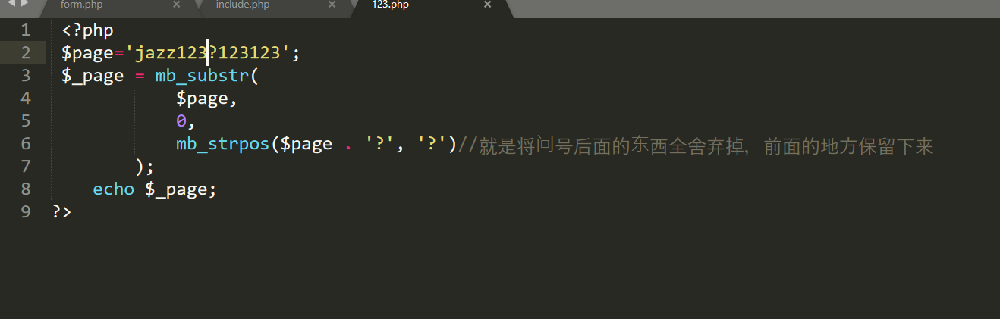 form.php × include.php × 123.php ×
1 <?php
2 $page='jazz123?123123';
3 $_page = mb_substr(
4 $page,
5 0,
6 mb_strpos($page . '?', '?')//就是将问号后面的东西全舍弃掉，前面的地方保留下来
7 );
8 echo $_page;
9 ?>